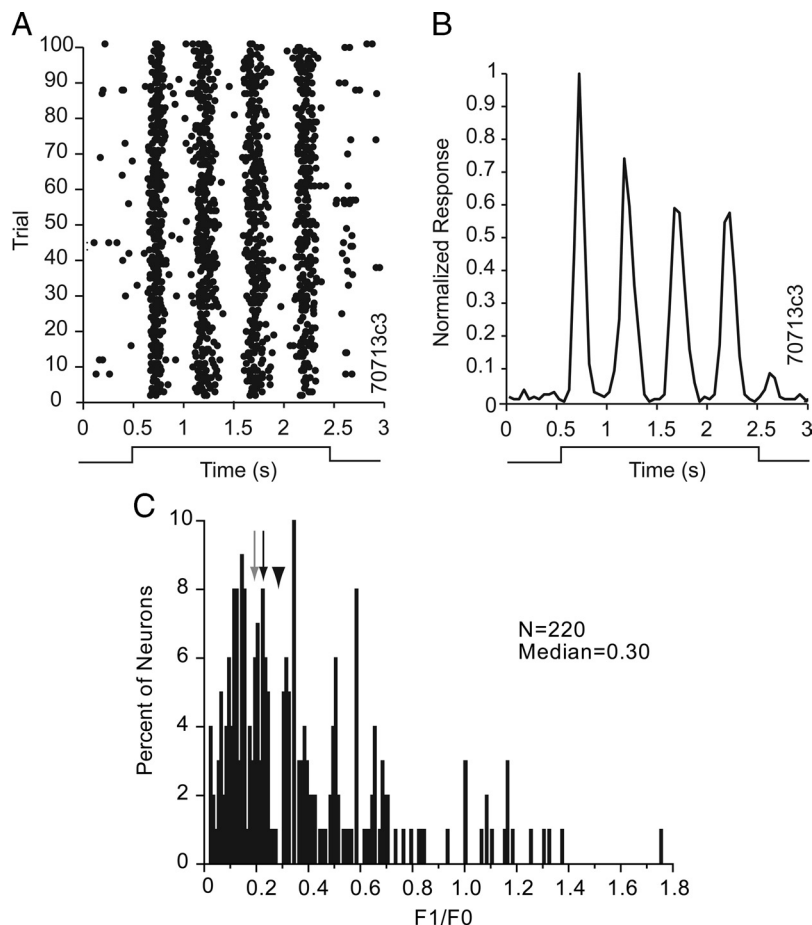 A
100
90
80
70
60
50
40
30
20
10
0
Trial
70713c3
0 0.5 1 1.5 2 2.5 3
Time (s)
B
1
0.9
0.8
0.7
0.6
0.5
0.4
0.3
0.2
0.1
0
Normalized Response
70713c3
0 0.5 1 1.5 2 2.5 3
Time (s)
C
10
8
6
4
2
0
Percent of Neurons
N=220
Median=0.30
0 0.2 0.4 0.6 0.8 1.0 1.2 1.4 1.6 1.8
F1/F0